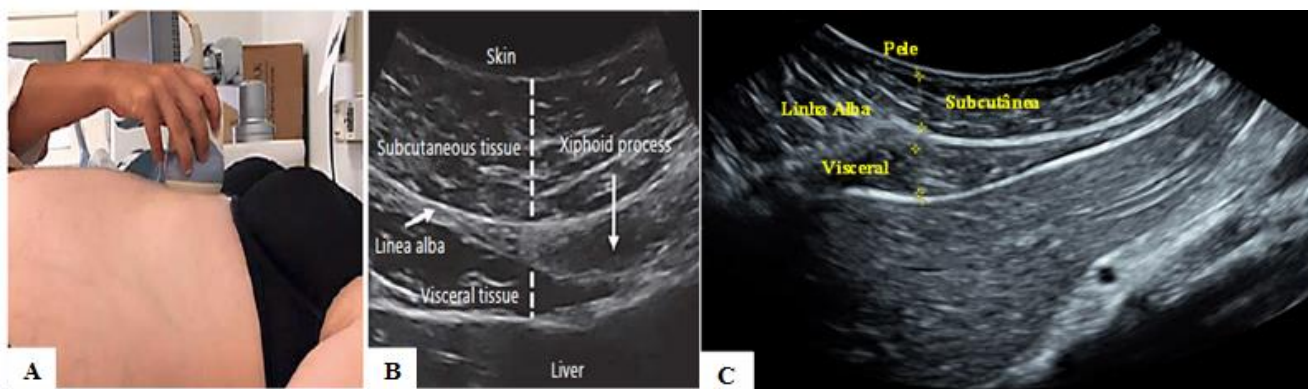 Skin
Subcutaneous tissue
Xiphoid process
Linea alba
Visceral tissue
Liver
Pele
Linha Alba
Subcutânea
Visceral
A
B
C